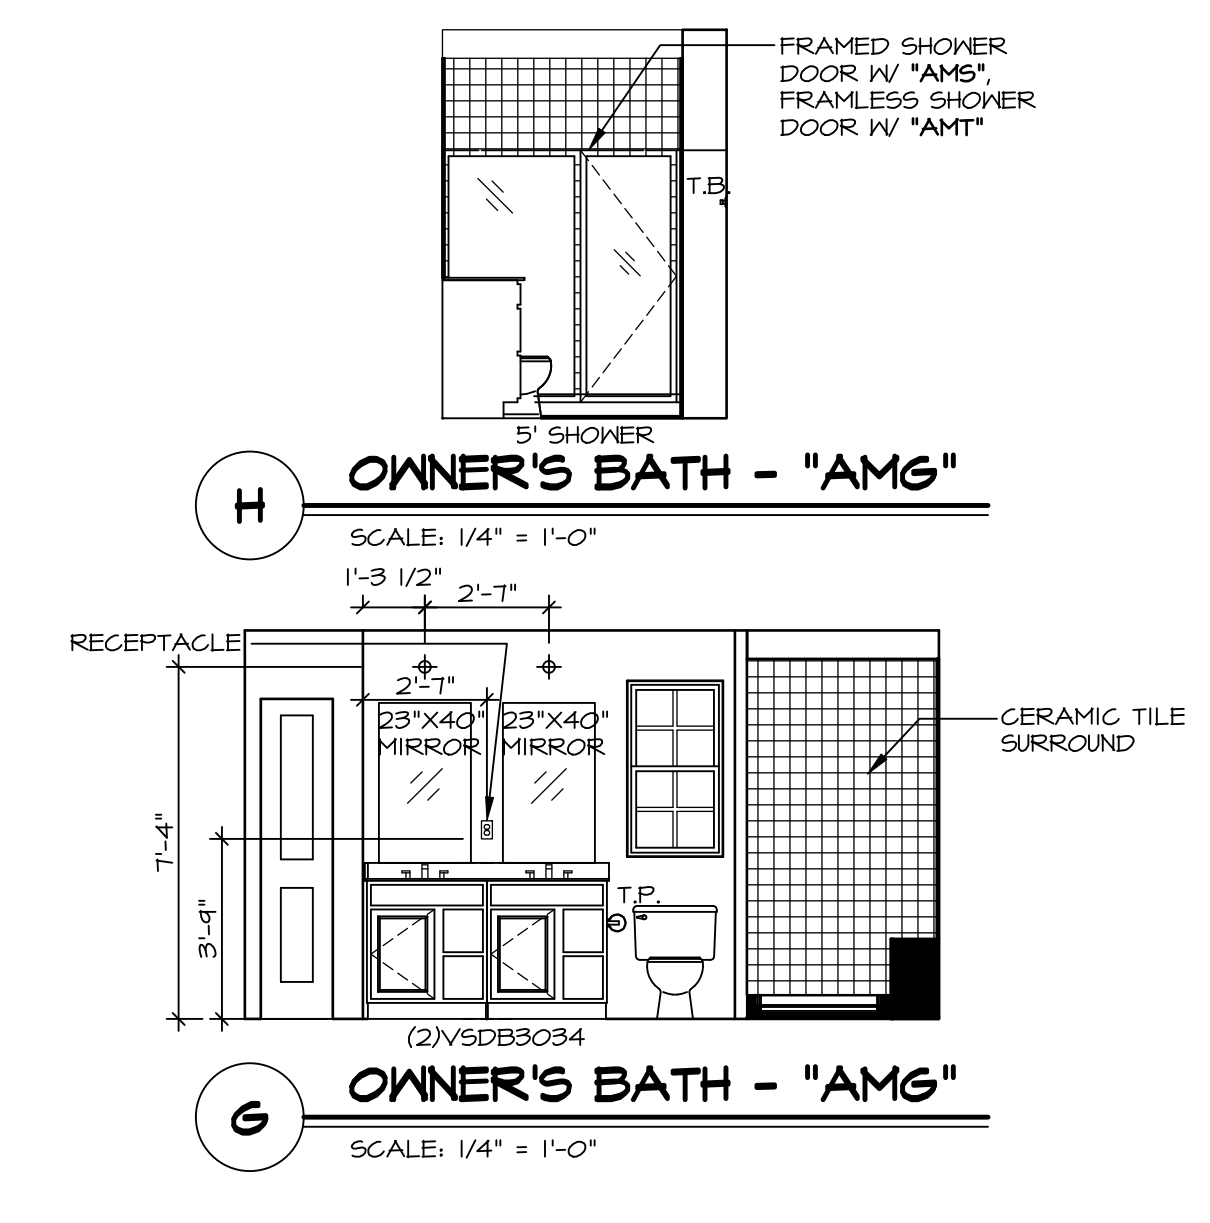 FRAMED SHOWER
DOOR W/ "AMS",
FRAMLESS SHOWER
DOOR W/ "AMT"
T.B.
5' SHOWER
H
OWNER'S BATH - "AMG"
SCALE: 1/4" = 1'-0"
1'-3 1/2"
2'-7"
RECEPTACLE
2'-7"
23"X40"
MIRROR
23"X40"
MIRROR
CERAMIC TILE
SURROUND
7'-4"
3'-9"
T.P.
(2)VSDB3034
G
OWNER'S BATH - "AMG"
SCALE: 1/4" = 1'-0"